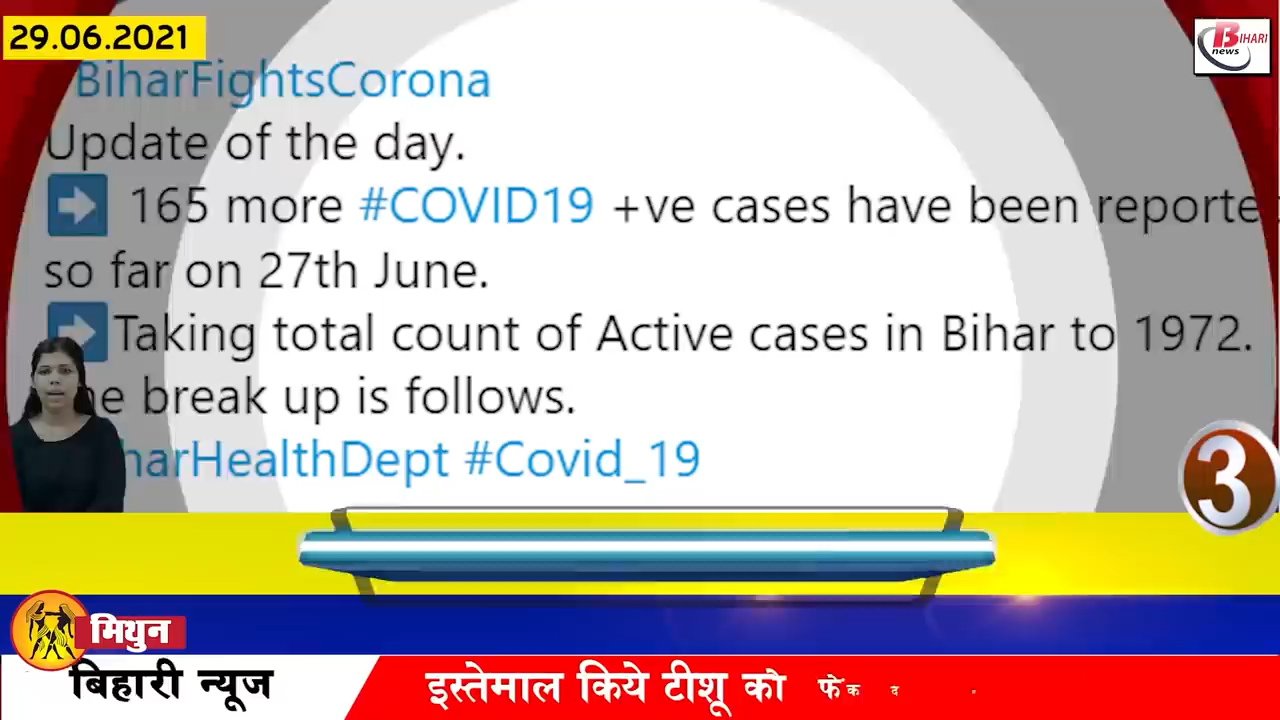 29.06.2021
BIHARI
news
BiharFightsCorona
Update of the day.
165 more #COVID19 +ve cases have been reporte
so far on 27th June.
Taking total count of Active cases in Bihar to 1972.
he break up is follows.
harHealthDept #Covid_19
3
मिथुन
बिहारी न्यूज
इस्तेमाल किये टीशू को फेंक द